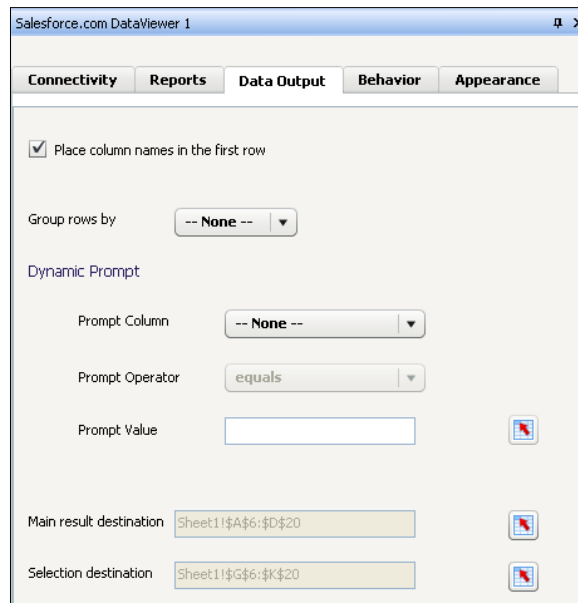 Salesforce.com DataViewer 1
Connectivity Reports Data Output Behavior Appearance
Place column names in the first row
Group rows by -- None --
Dynamic Prompt
Prompt Column -- None --
Prompt Operator equals
Prompt Value
Main result destination Sheet1!$A$6:$D$20
Selection destination Sheet1!$G$6:$K$20